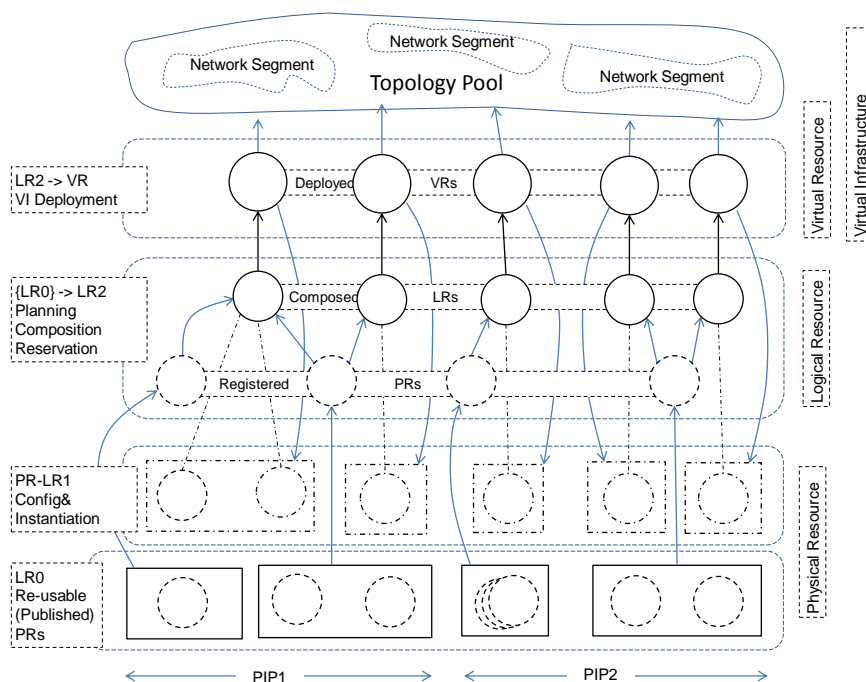 Network Segment
Network Segment
Network Segment
Topology Pool
Virtual Infrastructure
Virtual Resource
LR2 -> VR
VI Deployment
Deployed
VRs
{LR0} -> LR2
Planning
Composition
Reservation
Composed
LRs
Logical Resource
Registered
PRs
PR-LR1
Config&
Instantiation
Physical Resource
LR0
Re-usable
(Published)
PRs
PIP1
PIP2